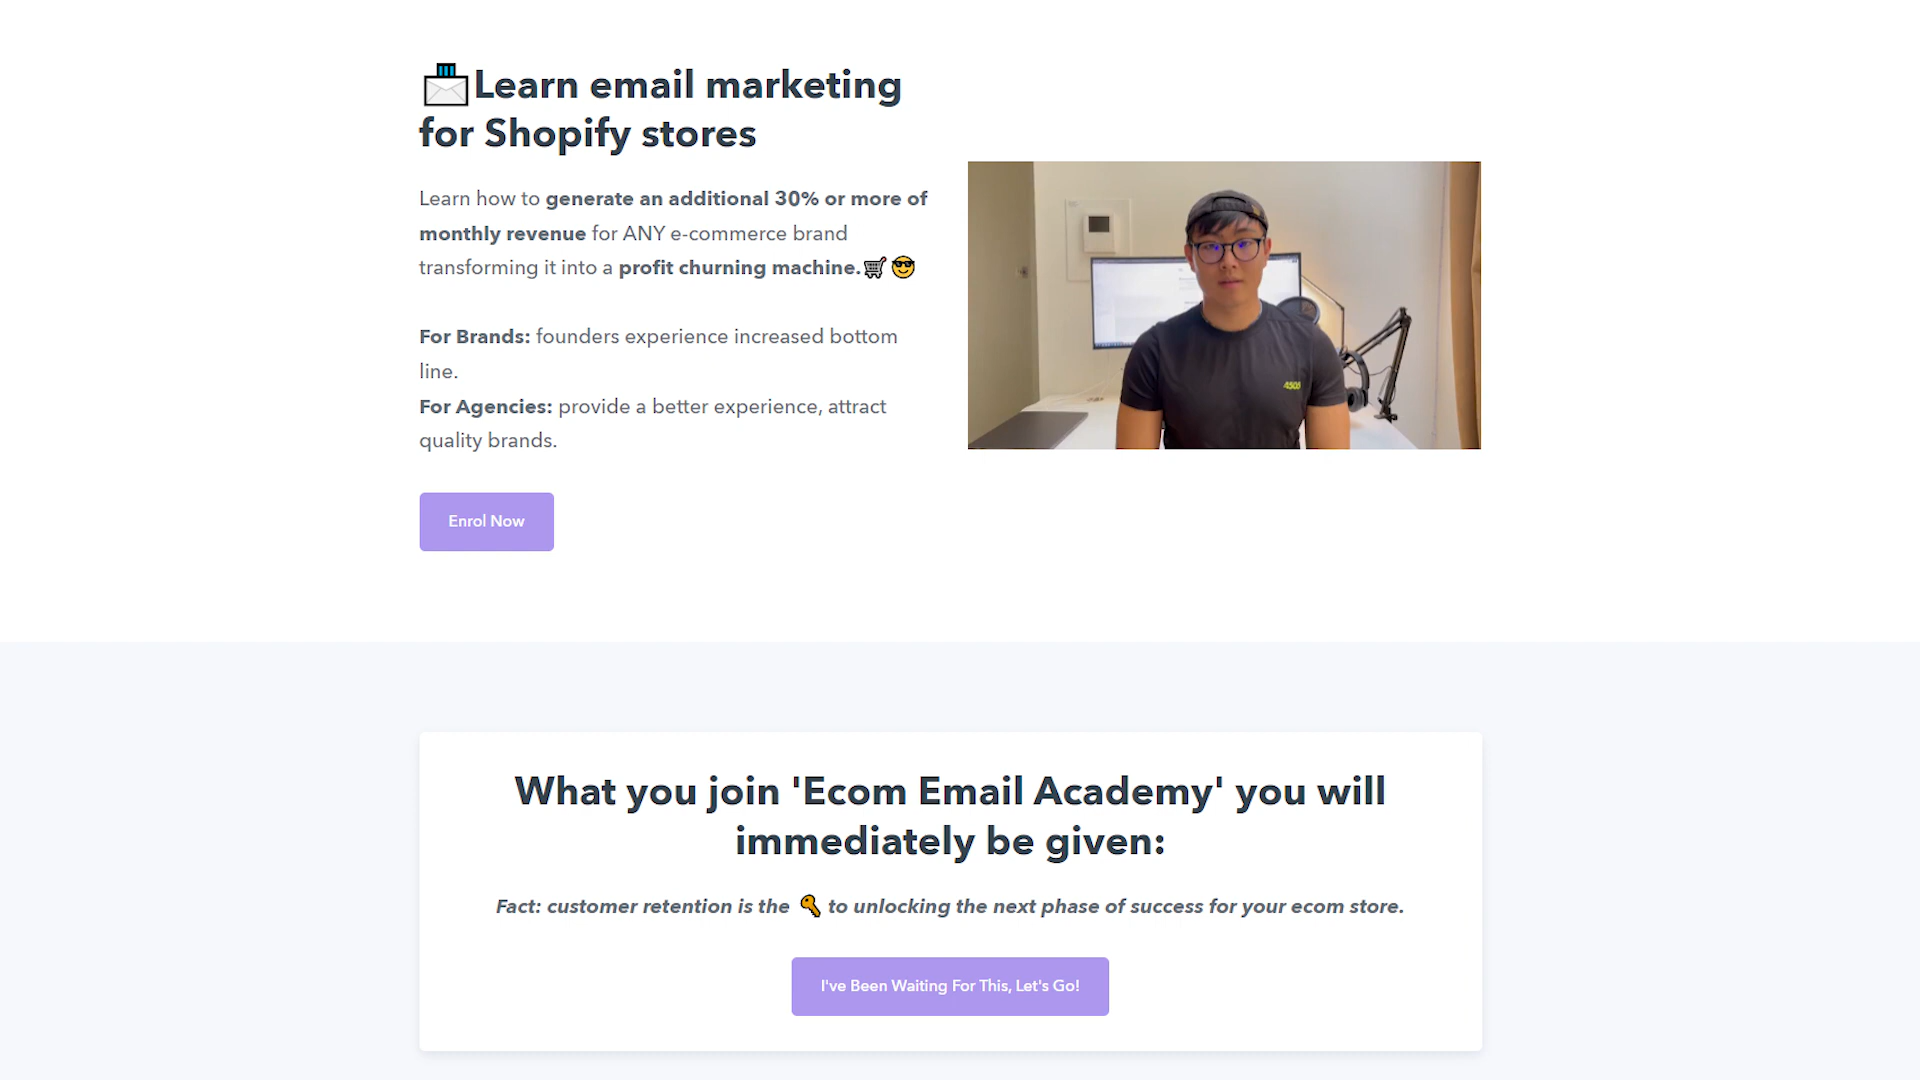 📩Learn email marketing
for Shopify stores
Learn how to generate an additional 30% or more of
monthly revenue for ANY e-commerce brand
transforming it into a profit churning machine.🛒 😎
For Brands: founders experience increased bottom
line.
For Agencies: provide a better experience, attract
quality brands.
Enrol Now
What you join 'Ecom Email Academy' you will
immediately be given:
Fact: customer retention is the 🔑 to unlocking the next phase of success for your ecom store.
I've Been Waiting For This, Let's Go!